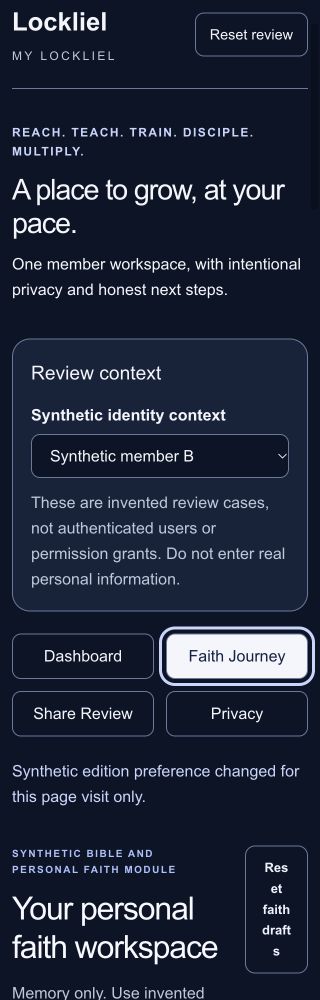 Lockliel
MY LOCKLIEL
Reset review
REACH. TEACH. TRAIN. DISCIPLE.
MULTIPLY.
A place to grow, at your
pace.
One member workspace, with intentional
privacy and honest next steps.
Review context
Synthetic identity context
Synthetic member B
These are invented review cases,
not authenticated users or
permission grants. Do not enter real
personal information.
Dashboard
Faith Journey
Share Review
Privacy
Synthetic edition preference changed for
this page visit only.
SYNTHETIC BIBLE AND
PERSONAL FAITH MODULE
Your personal
faith workspace
Res
et
faith
draft
s
Memory only. Use invented